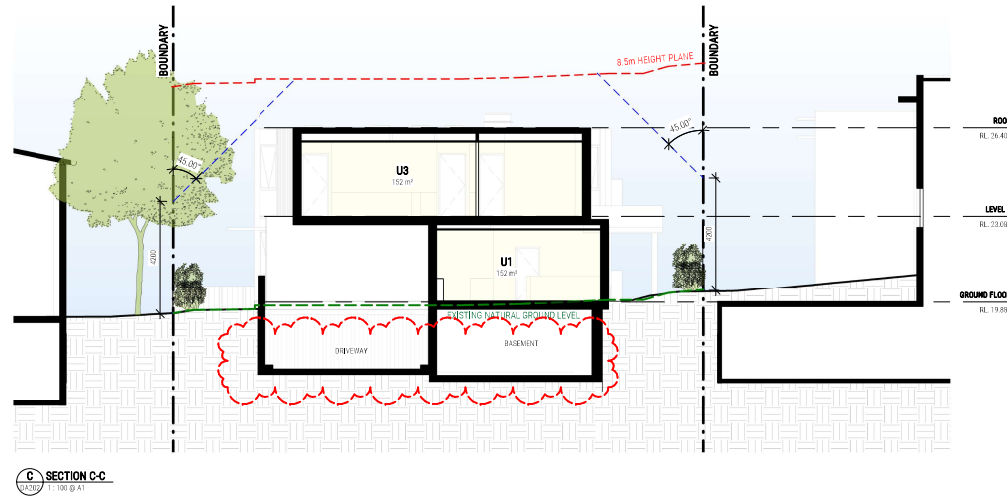 BOUNDARY
8.5m HEIGHT PLANE
BOUNDARY
45.00°
45.00°
ROO
RL. 26.40
U3
152 m²
LEVEL
RL. 23.08
4200
4200
U1
152 m²
GROUND FLOO
RL. 19.88
EXISTING NATURAL GROUND LEVEL
DRIVEWAY
BASEMENT
C SECTION C-C
DA202 1 : 100 @ A1